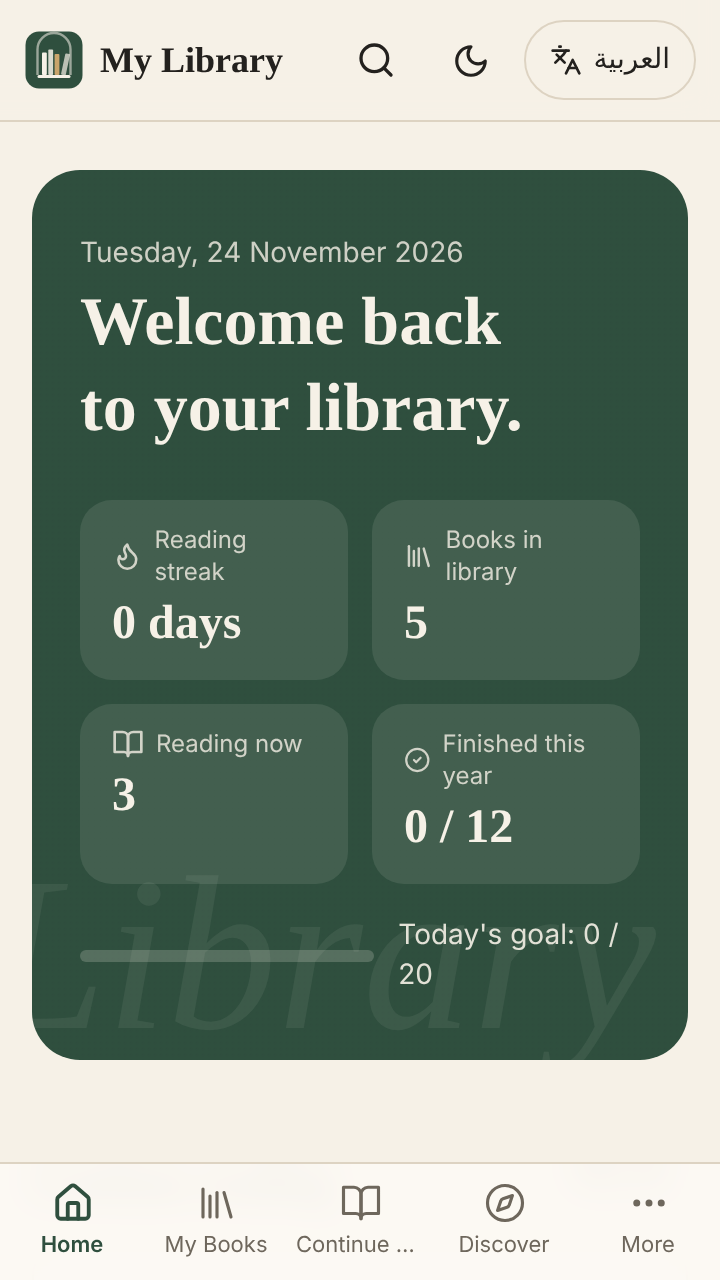 My Library
العربية
Tuesday, 24 November 2026
Welcome back
to your library.
Reading
streak
0 days
Books in
library
5
Reading now
3
Finished this
year
0 / 12
Library
Today's goal: 0 /
20
Home
My Books
Continue ...
Discover
More